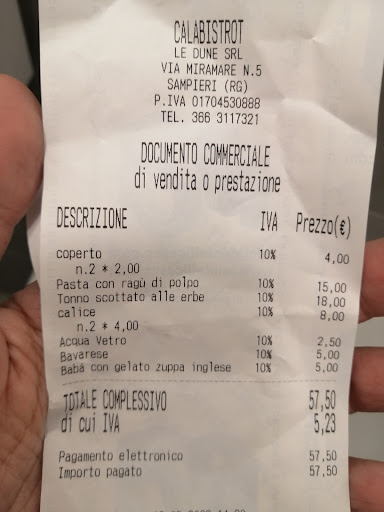 CALABISTROT
LE DUNE SRL
VIA MIRAMARE N.5
SAMPIERI (RG)
P.IVA 01704530888
TEL. 366 3117321
DOCUMENTO COMMERCIALE
di vendita o prestazione
DESCRIZIONE IVA Prezzo(€)
coperto 10% 4,00
n.2 * 2,00
Pasta con ragù di polpo 10% 15,00
Tonno scottato alle erbe 10% 18,00
calice 10% 8,00
n.2 * 4,00
Acqua Vetro 10% 2,50
Bavarese 10% 5,00
Babà con gelato zuppa inglese 10% 5,00
TOTALE COMPLESSIVO 57,50
di cui IVA 5,23
Pagamento elettronico 57,50
Importo pagato 57,50